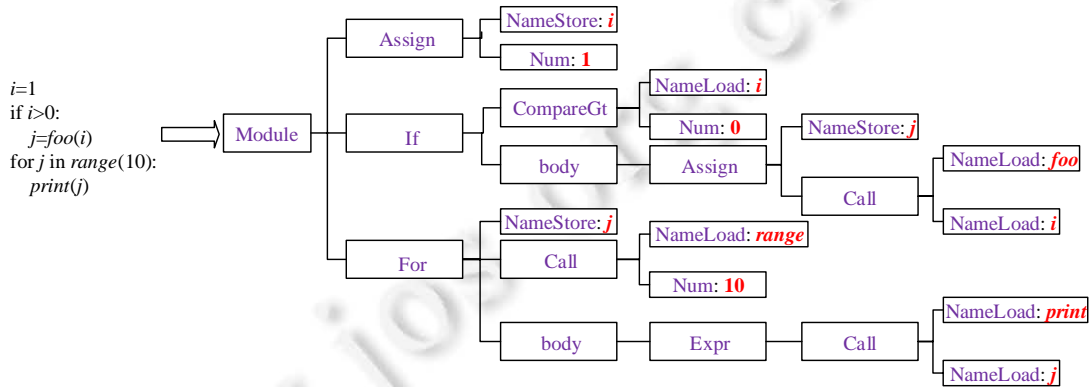 i=1
if i>0:
j=foo(i)
for j in range(10):
print(j)
Module
Assign
NameStore: i
Num: 1
If
CompareGt
NameLoad: i
Num: 0
body
Assign
NameStore: j
Call
NameLoad: foo
NameLoad: i
For
NameStore: j
Call
NameLoad: range
Num: 10
body
Expr
Call
NameLoad: print
NameLoad: j